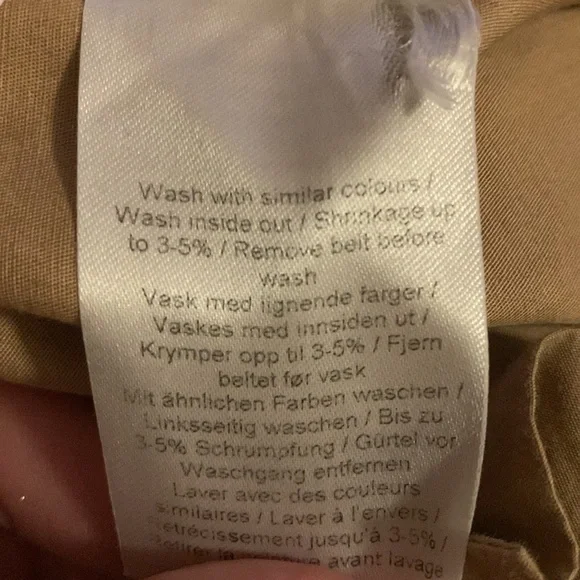 Wash with similar colours /
Wash inside out / Shrinkage up
to 3-5% / Remove belt before
wash
Vask med lignende farger /
Vaskes med innsiden ut /
Krymper opp til 3-5% / Fjern
beltet før vask
Mit ähnlichen Farben waschen /
Linksseitig waschen / Bis zu
3-5% Schrumpfung / Gürtel vor
Waschgang entfernen
Laver avec des couleurs
similaires / Laver à l'envers /
Rétrécissement jusqu'à 3-5% /
Retirer la ceinture avant lavage